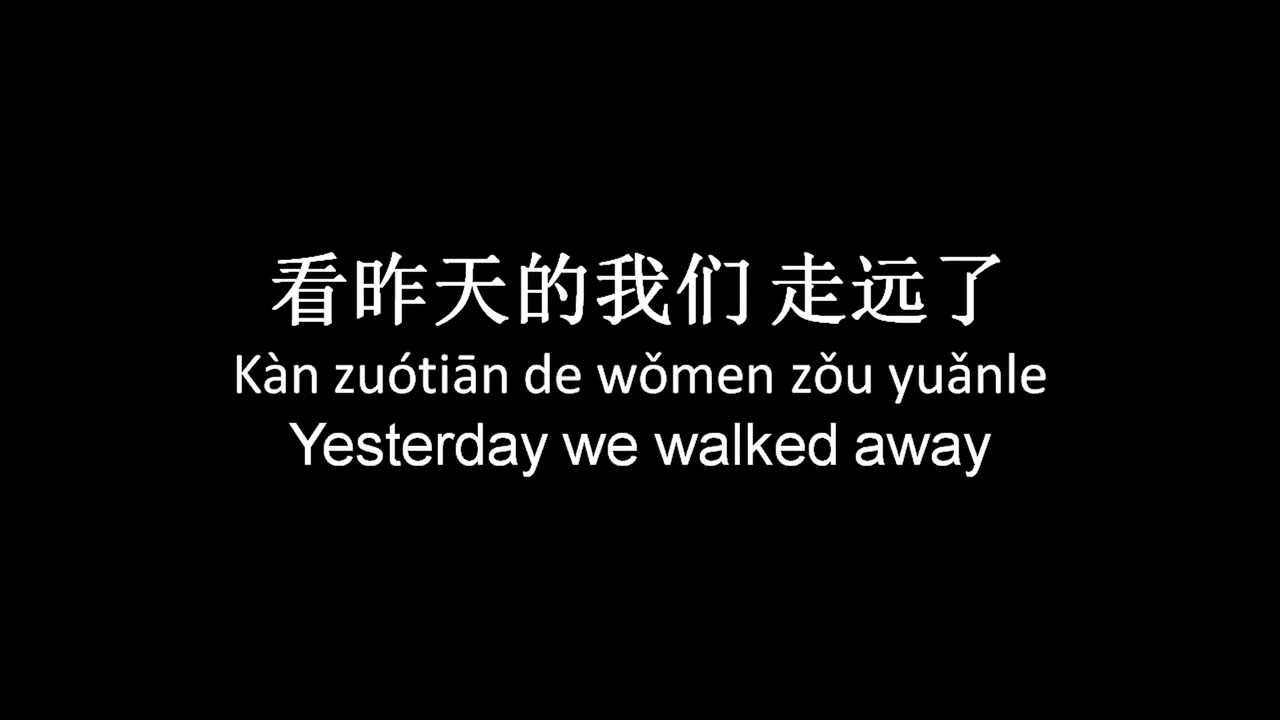 看昨天的我们 走远了
Kàn zuótiān de wǒmen zǒu yuǎnle
Yesterday we walked away